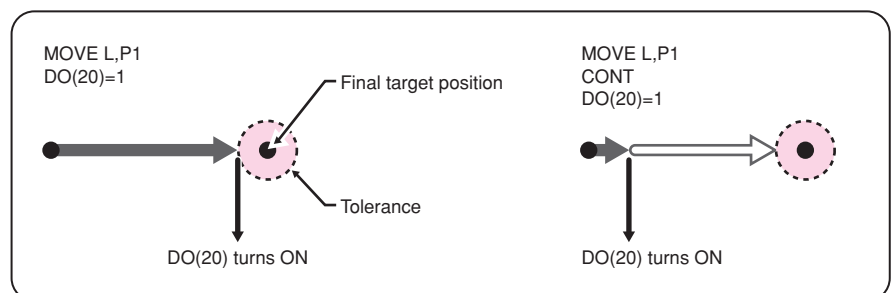 MOVE L,P1
DO(20)=1
Final target position
Tolerance
DO(20) turns ON
MOVE L,P1
CONT
DO(20)=1
DO(20) turns ON